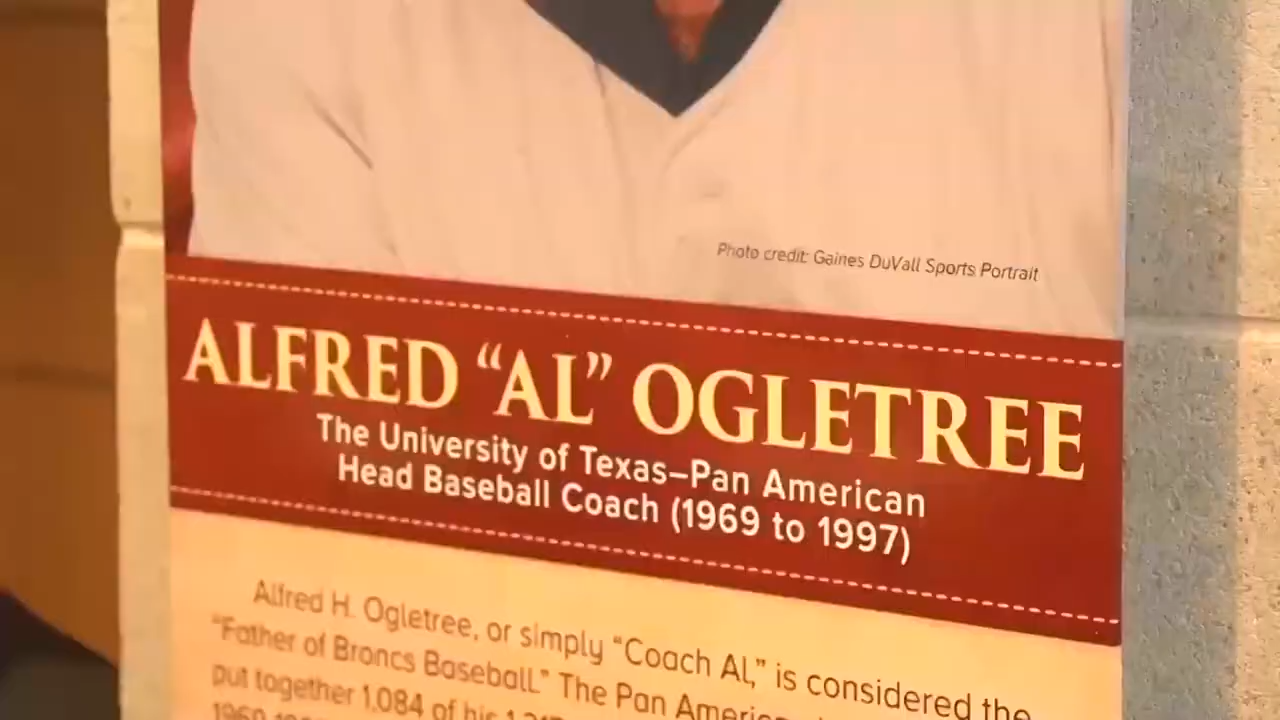 Photo credit: Gaines DuVall Sports Portrait
ALFRED “AL” OGLETREE
The University of Texas–Pan American
Head Baseball Coach (1969 to 1997)
Alfred H. Ogletree, or simply “Coach Al,” is considered the
“Father of Broncs Baseball.” The Pan American
put together 1,084 of his